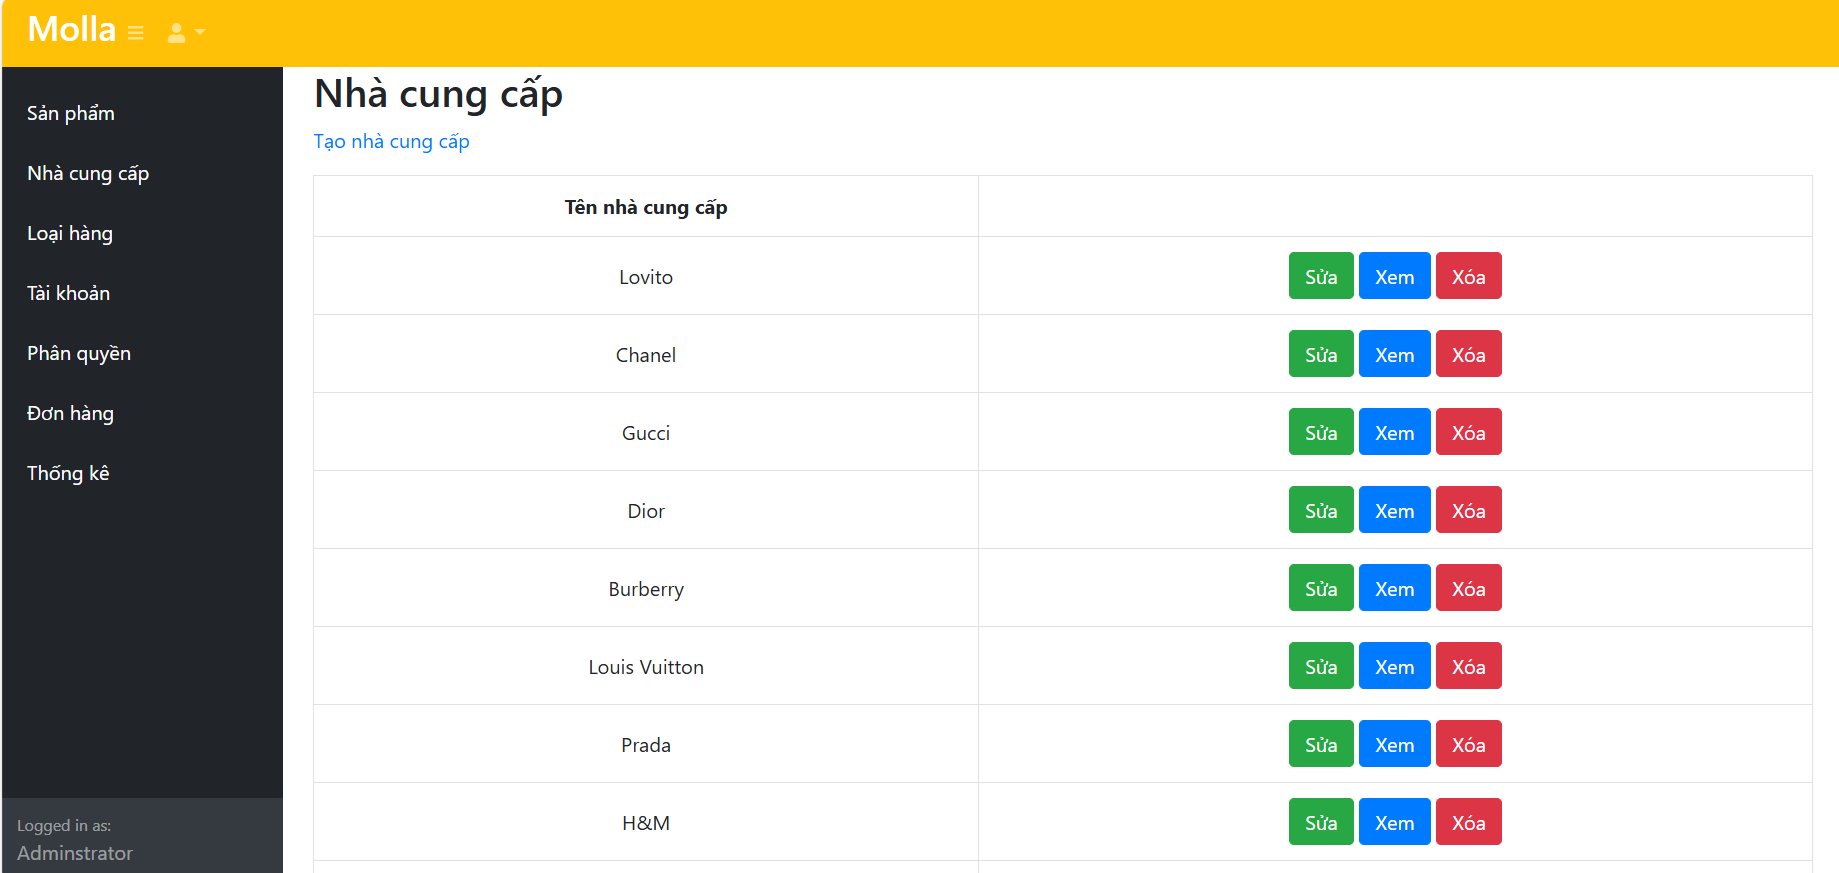 Molla
Sản phẩm
Nhà cung cấp
Loại hàng
Tài khoản
Phân quyền
Đơn hàng
Thống kê
Logged in as:
Adminstrator
Nhà cung cấp
Tạo nhà cung cấp
Tên nhà cung cấp
Lovito Sửa Xem Xóa
Chanel Sửa Xem Xóa
Gucci Sửa Xem Xóa
Dior Sửa Xem Xóa
Burberry Sửa Xem Xóa
Louis Vuitton Sửa Xem Xóa
Prada Sửa Xem Xóa
H&M Sửa Xem Xóa